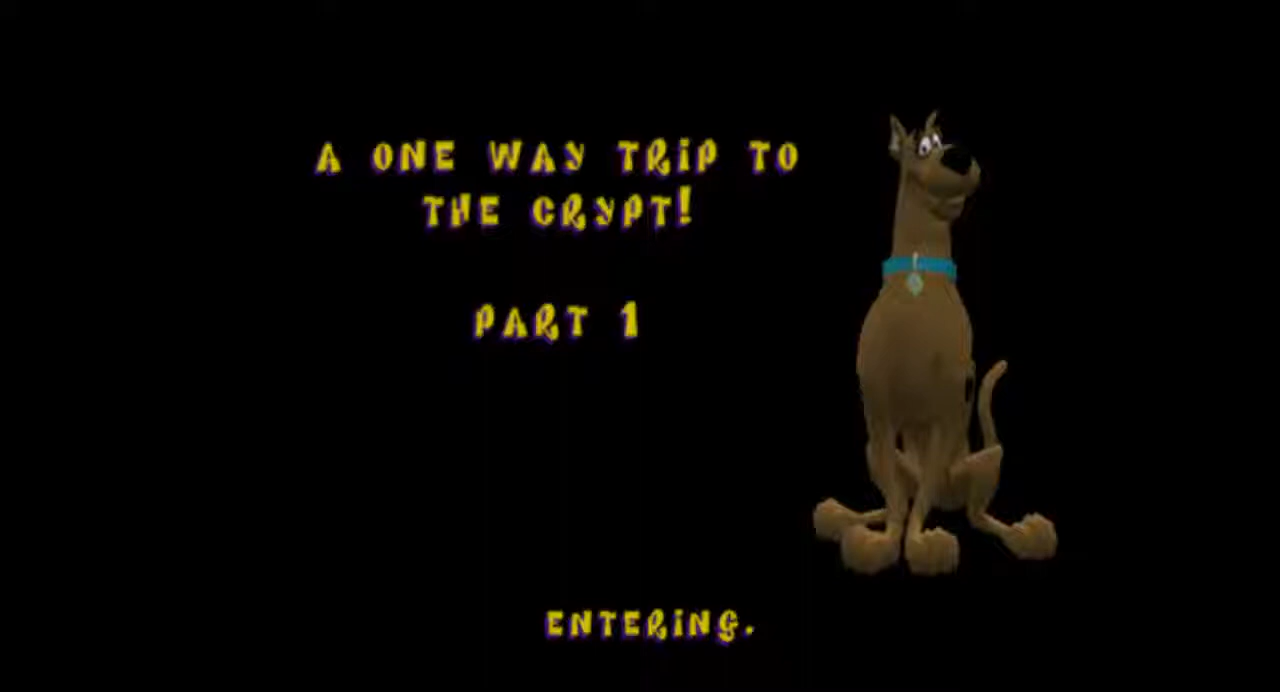 A ONE WAY TRIP TO
THE CRYPT!
PART 1
ENTERING.